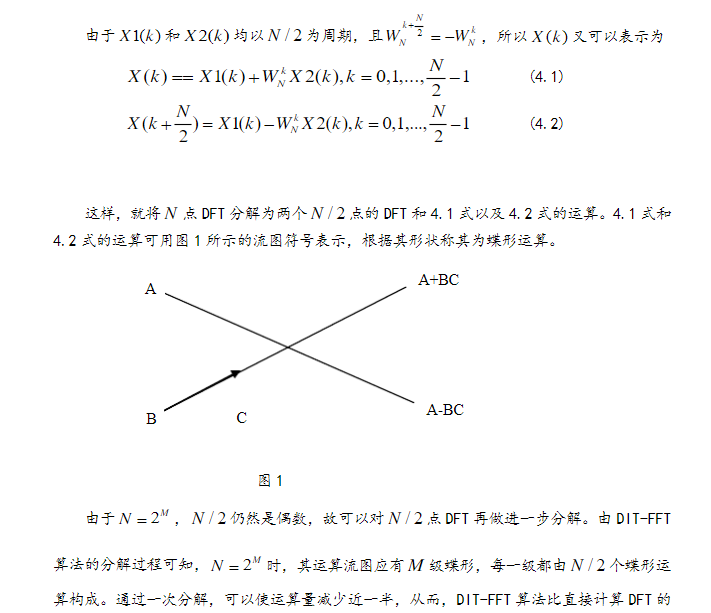 由于 X1(k) 和 X2(k) 均以 N / 2 为周期，且 W_N^{k+N/2} = -W_N^k ，所以 X(k) 又可以表示为
X(k) == X1(k) + W_N^k X2(k), k = 0,1,..., N/2 -1 (4.1)
X(k + N/2) = X1(k) - W_N^k X2(k), k = 0,1,..., N/2 -1 (4.2)
这样，就将 N 点 DFT 分解为两个 N / 2 点的 DFT 和 4.1 式以及 4.2 式的运算。4.1 式和
4.2 式的运算可用图 1 所示的流图符号表示，根据其形状称其为蝶形运算。
A
A+BC
B
C
A-BC
图 1
由于 N = 2^M ，N / 2 仍然是偶数，故可以对 N / 2 点 DFT 再做进一步分解。由 DIT-FFT
算法的分解过程可知，N = 2^M 时，其运算流图应有 M 级蝶形，每一级都由 N / 2 个蝶形运
算构成。通过一次分解，可以使运算量减少近一半，从而，DIT-FFT 算法比直接计算 DFT 的